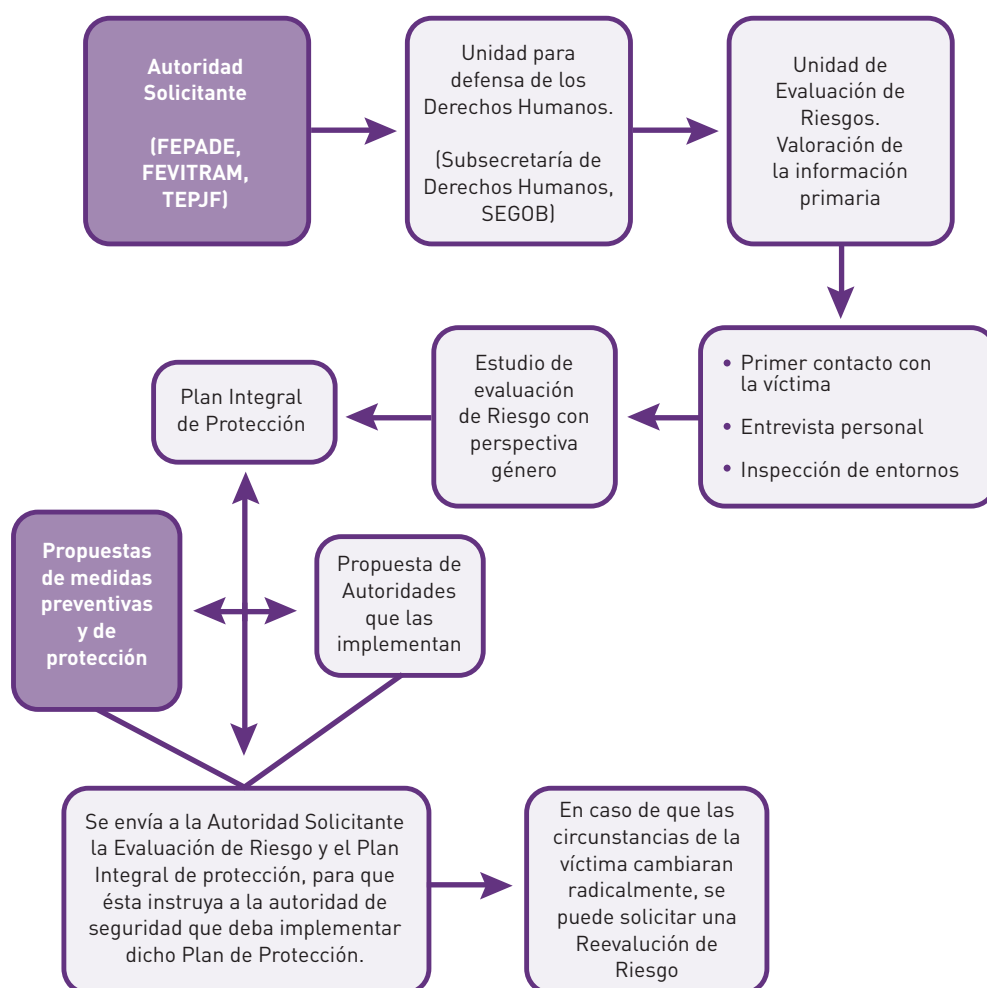 Autoridad
Solicitante
(FEPADE,
FEVITRAM,
TEPJF)
Unidad para
defensa de los
Derechos Humanos.
(Subsecretaría de
Derechos Humanos,
SEGOB)
Unidad de
Evaluación de
Riesgos.
Valoración de
la información
primaria
• Primer contacto con
la víctima
• Entrevista personal
• Inspección de entornos
Estudio de
evaluación
de Riesgo con
perspectiva
género
Plan Integral
de Protección
Propuestas
de medidas
preventivas
y de
protección
Propuesta de
Autoridades
que las
implementan
Se envía a la Autoridad Solicitante
la Evaluación de Riesgo y el Plan
Integral de protección, para que
ésta instruya a la autoridad de
seguridad que deba implementar
dicho Plan de Protección.
En caso de que las
circunstancias de la
víctima cambiaran
radicalmente, se
puede solicitar una
Reevalución de
Riesgo